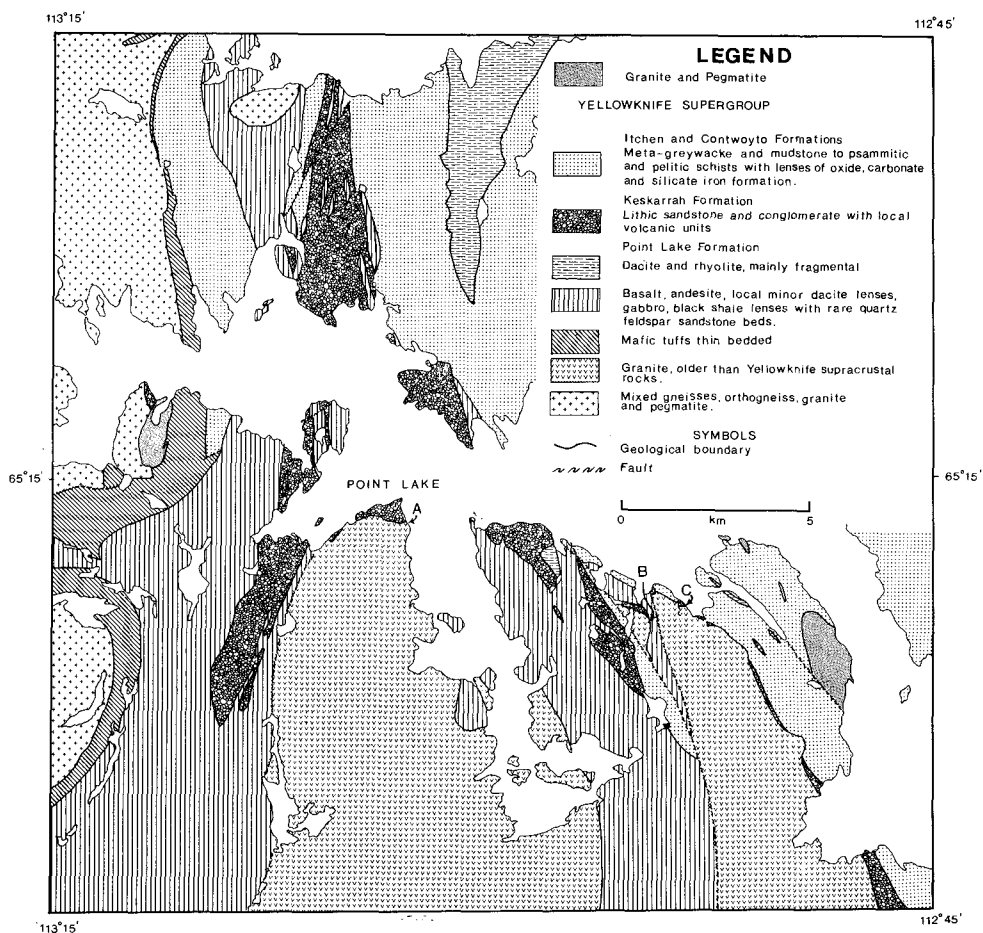 113°15′
112°45′
LEGEND
Granite and Pegmatite
YELLOWKNIFE SUPERGROUP
Itchen and Contwoyto Formations
Meta-greywacke and mudstone to psammitic
and pelitic schists with lenses of oxide, carbonate
and silicate iron formation.
Keskarrah Formation
Lithic sandstone and conglomerate with local
volcanic units
Point Lake Formation
Dacite and rhyolite, mainly fragmental
Basalt, andesite, local minor dacite lenses,
gabbro, black shale lenses with rare quartz
feldspar sandstone beds.
Mafic tuffs thin bedded
Granite, older than Yellowknife supracrustal
rocks.
Mixed gneisses, orthogneiss, granite
and pegmatite.
SYMBOLS
Geological boundary
Fault
65°15′
65°15′
POINT LAKE
A
0 km 5
B
C
113°15′
112°45′